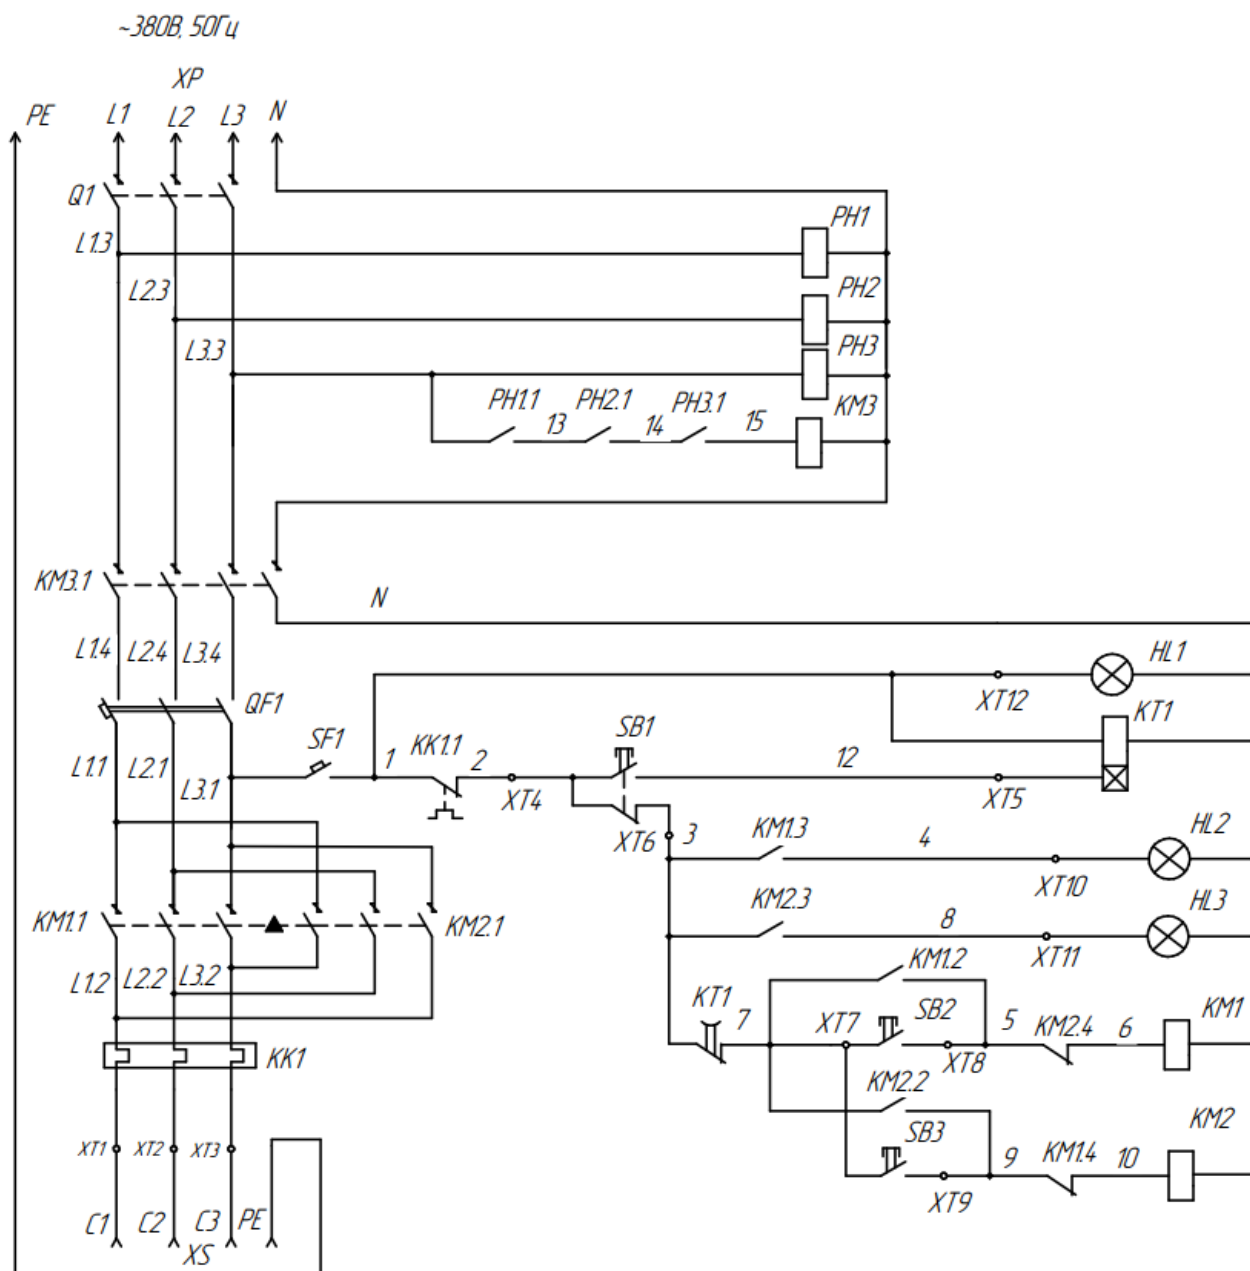 ~380В, 50Гц
XP
PE L1 L2 L3 N
Q1
PH1
L1.3
L2.3
PH2
L3.3
PH3
PH1.1 13 PH2.1 14 PH3.1 15 KM3
KM3.1
N
L1.4 L2.4 L3.4
HL1
XT12
QF1
KT1
SF1
SB1
L1.1 L2.1 L3.1
1 KK1.1 2
12
XT4
XT5
XT6 3
KM1.3 4 HL2
XT10
KM1.1
KM2.1
KM2.3 8 HL3
XT11
L1.2 L2.2 L3.2
KM1.2
KT1 7 XT7 SB2 5 KM2.4 6 KM1
XT8
KK1
KM2.2
SB3
KM2
XT1 XT2 XT3
9 KM1.4 10
XT9
C1 C2 C3 PE
XS